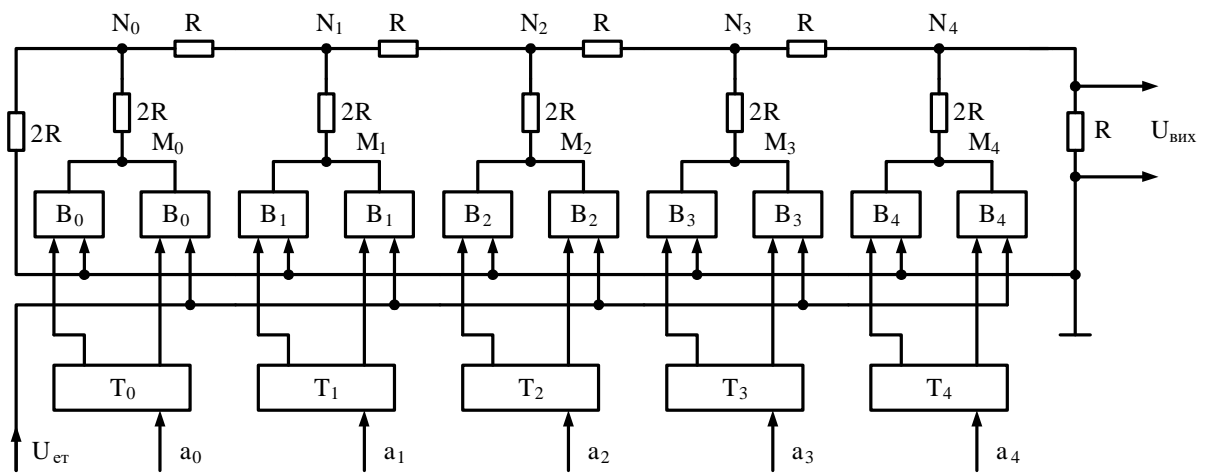 N₀ R N₁ R N₂ R N₃ R N₄
2R 2R 2R 2R 2R
2R R Uвих
M₀ M₁ M₂ M₃ M₄
B₀ B₀ B₁ B₁ B₂ B₂ B₃ B₃ B₄ B₄
T₀ T₁ T₂ T₃ T₄
Uет a₀ a₁ a₂ a₃ a₄